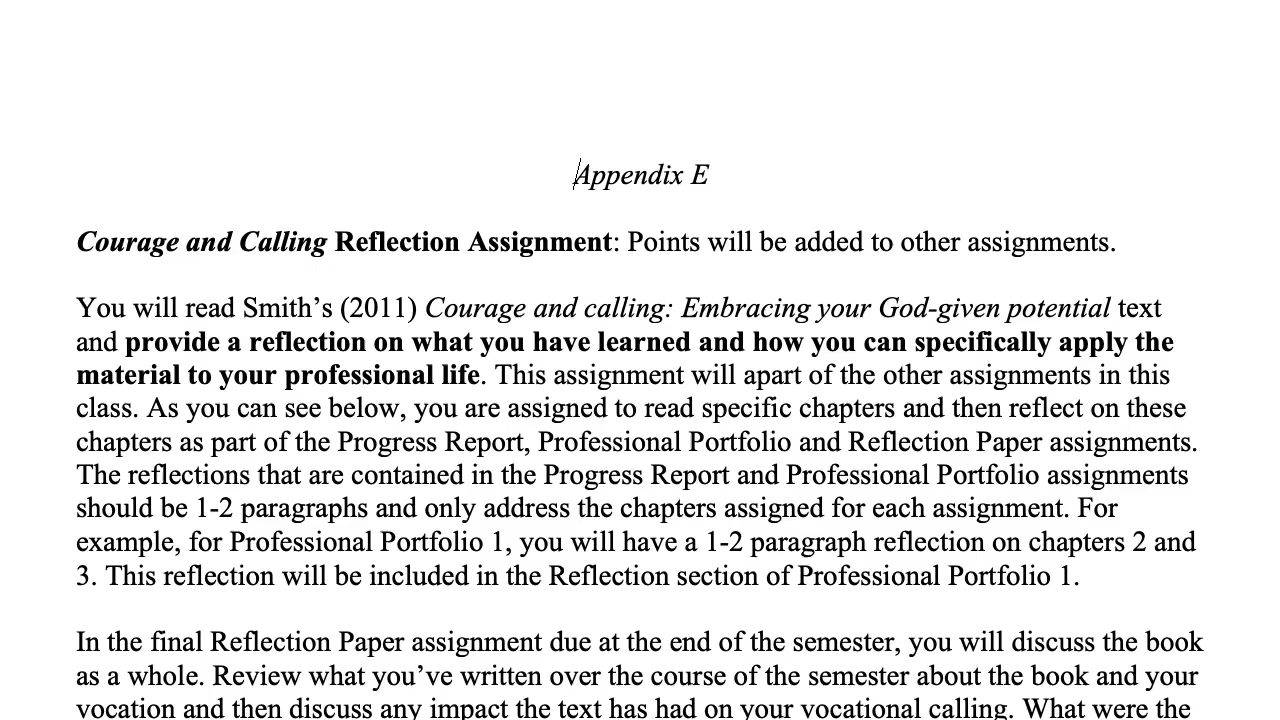 Appendix E
Courage and Calling Reflection Assignment: Points will be added to other assignments.
You will read Smith’s (2011) Courage and calling: Embracing your God-given potential text
and provide a reflection on what you have learned and how you can specifically apply the
material to your professional life. This assignment will apart of the other assignments in this
class. As you can see below, you are assigned to read specific chapters and then reflect on these
chapters as part of the Progress Report, Professional Portfolio and Reflection Paper assignments.
The reflections that are contained in the Progress Report and Professional Portfolio assignments
should be 1-2 paragraphs and only address the chapters assigned for each assignment. For
example, for Professional Portfolio 1, you will have a 1-2 paragraph reflection on chapters 2 and
3. This reflection will be included in the Reflection section of Professional Portfolio 1.
In the final Reflection Paper assignment due at the end of the semester, you will discuss the book
as a whole. Review what you’ve written over the course of the semester about the book and your
vocation and then discuss any impact the text has had on your vocational calling. What were the